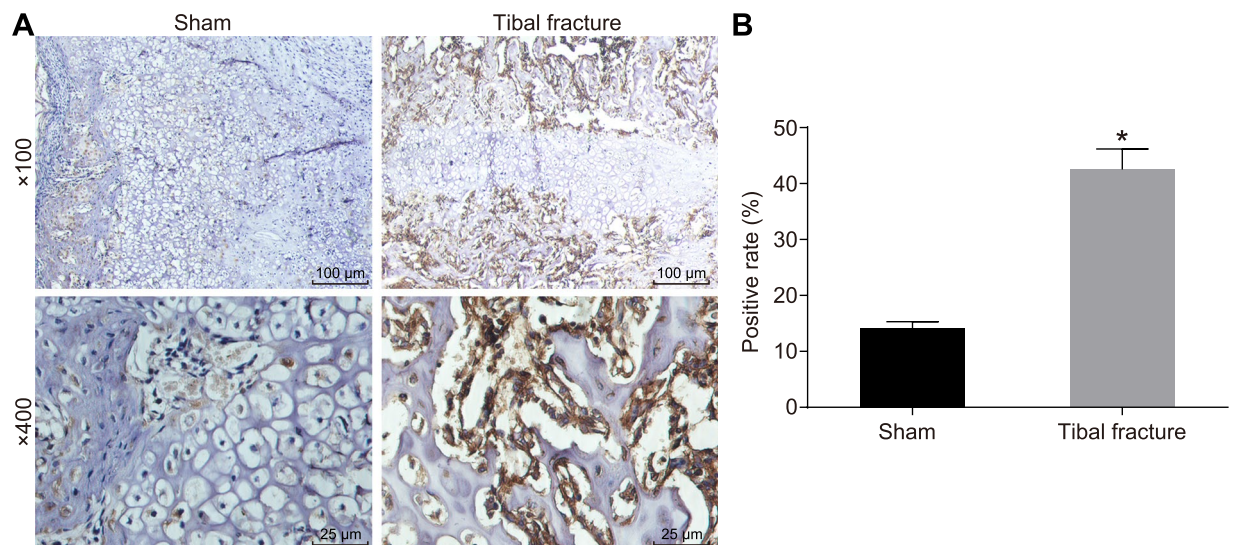 A
Sham
Tibal fracture
×100
100 µm
100 µm
×400
25 µm
25 µm
B
Positive rate (%)
50
40
30
20
10
0
*
Sham
Tibal fracture